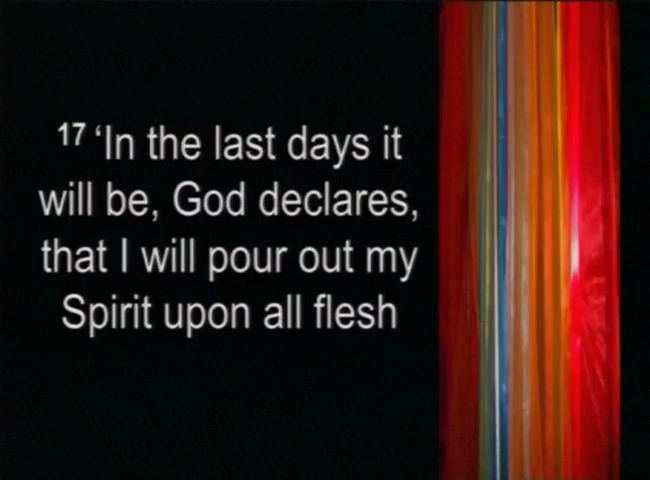 17 ‘In the last days it
will be, God declares,
that I will pour out my
Spirit upon all flesh